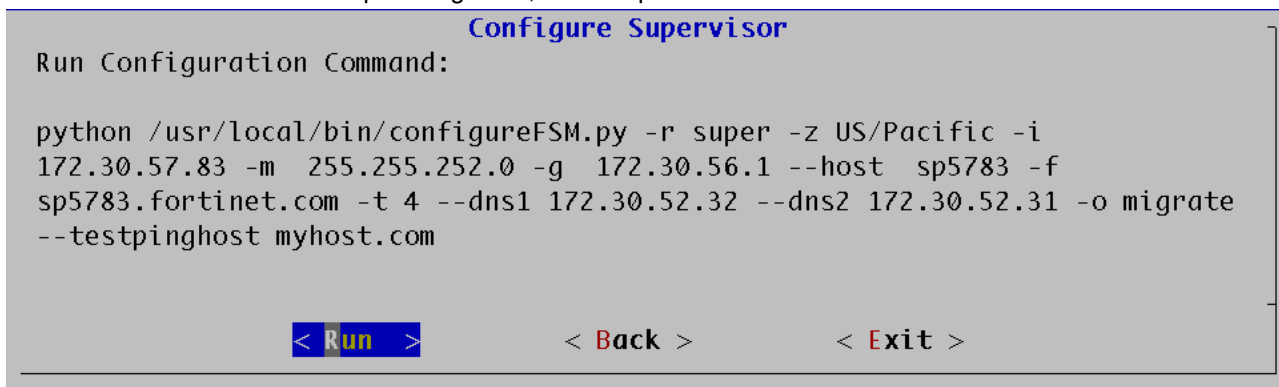 Configure Supervisor
Run Configuration Command:
python /usr/local/bin/configureFSM.py -r super -z US/Pacific -i
172.30.57.83 -m  255.255.252.0 -g  172.30.56.1 --host  sp5783 -f
sp5783.fortinet.com -t 4 --dns1 172.30.52.32 --dns2 172.30.52.31 -o migrate
--testpinghost myhost.com
< Run  > < Back > < Exit >